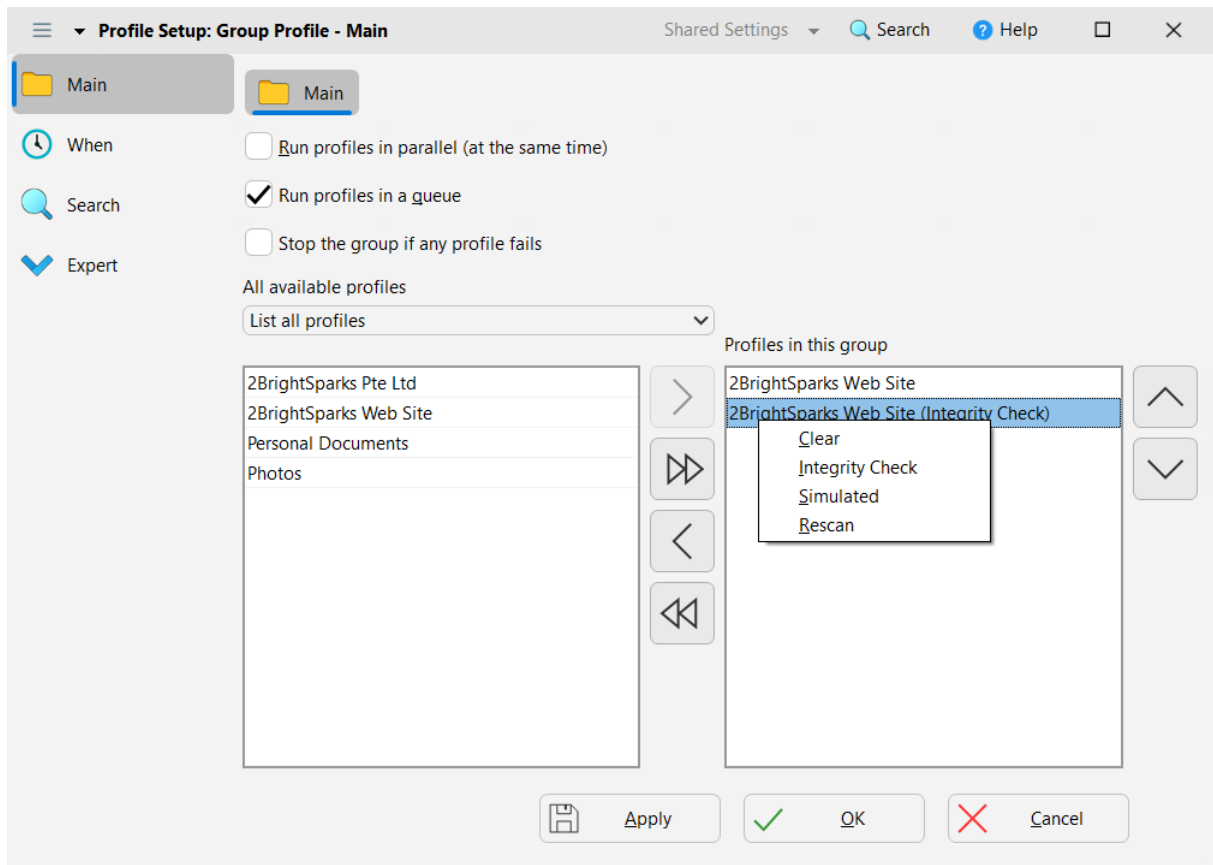 Profile Setup: Group Profile - Main
Shared Settings
Search
Help
Main
When
Search
Expert
Main
Run profiles in parallel (at the same time)
Run profiles in a queue
Stop the group if any profile fails
All available profiles
List all profiles
2BrightSparks Pte Ltd
2BrightSparks Web Site
Personal Documents
Photos
Profiles in this group
2BrightSparks Web Site
2BrightSparks Web Site (Integrity Check)
Clear
Integrity Check
Simulated
Rescan
Apply
OK
Cancel